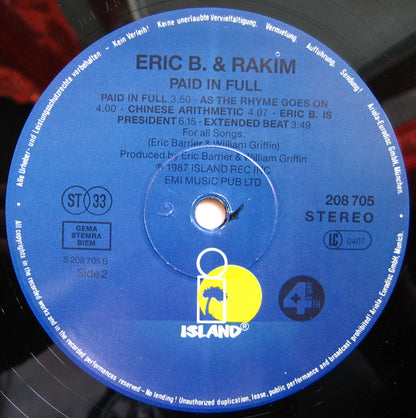 ERIC B. & RAKIM
PAID IN FULL
PAID IN FULL 3.50 - AS THE RHYME GOES ON
4.00 - CHINESE ARITHMETIC 4.07 - ERIC B. IS
PRESIDENT 6.15 - EXTENDED BEAT 3.49
For all Songs:
(Eric Barrier & William Griffin)
Produced by Eric Barrier & William Griffin
℗ 1987 ISLAND REC INC
EMI MUSIC PUB LTD
ST 33
208 705
STEREO
GEMA
STEMRA
BIEM
LC 0407
S 208 705 B
Side 2
ISLAND®
4TH
Alle Urheber- und Leistungsschutzrechte vorbehalten - Kein Verleih! Keine unerlaubte Vervielfältigung, Vermietung, Aufführung, Sendung! Ariola-Eurodisc GmbH, München.
All copyrights in the recorded works and in the recorded performances reserved - No lending! Unauthorized duplication, lease, public performance and broadcast prohibited! Ariola-Eurodisc GmbH, Munich.